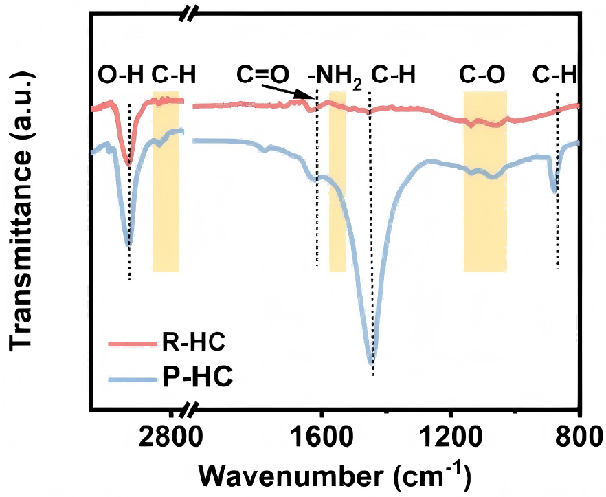 O-H C-H C=O -NH2 C-H C-O C-H
Transmittance (a.u.)
R-HC
P-HC
2800 1600 1200 800
Wavenumber (cm-1)